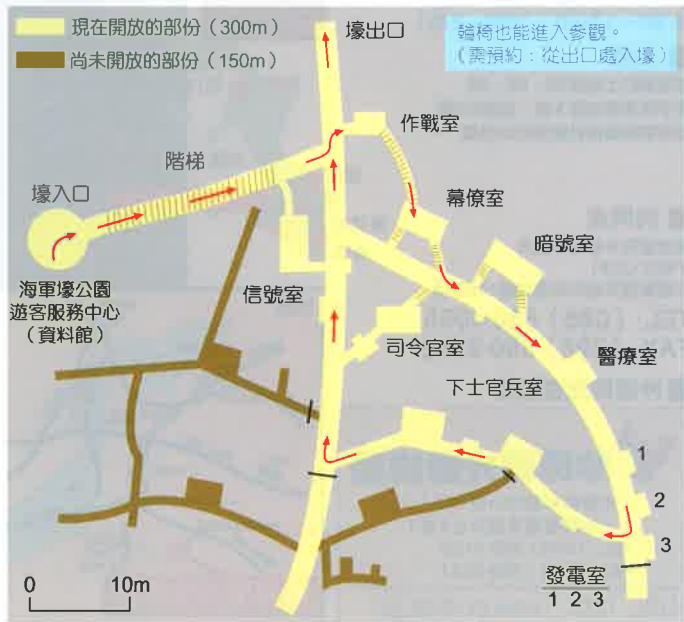 現在開放的部份（300m）
尚未開放的部份（150m）
壕出口
輪椅也能進入參觀。
（需預約：從出口處入壕）
作戰室
階梯
幕僚室
壕入口
暗號室
海軍壕公園
遊客服務中心
（資料館）
信號室
司令官室
醫療室
下士官兵室
1
2
3
發電室
1 2 3
0 10m